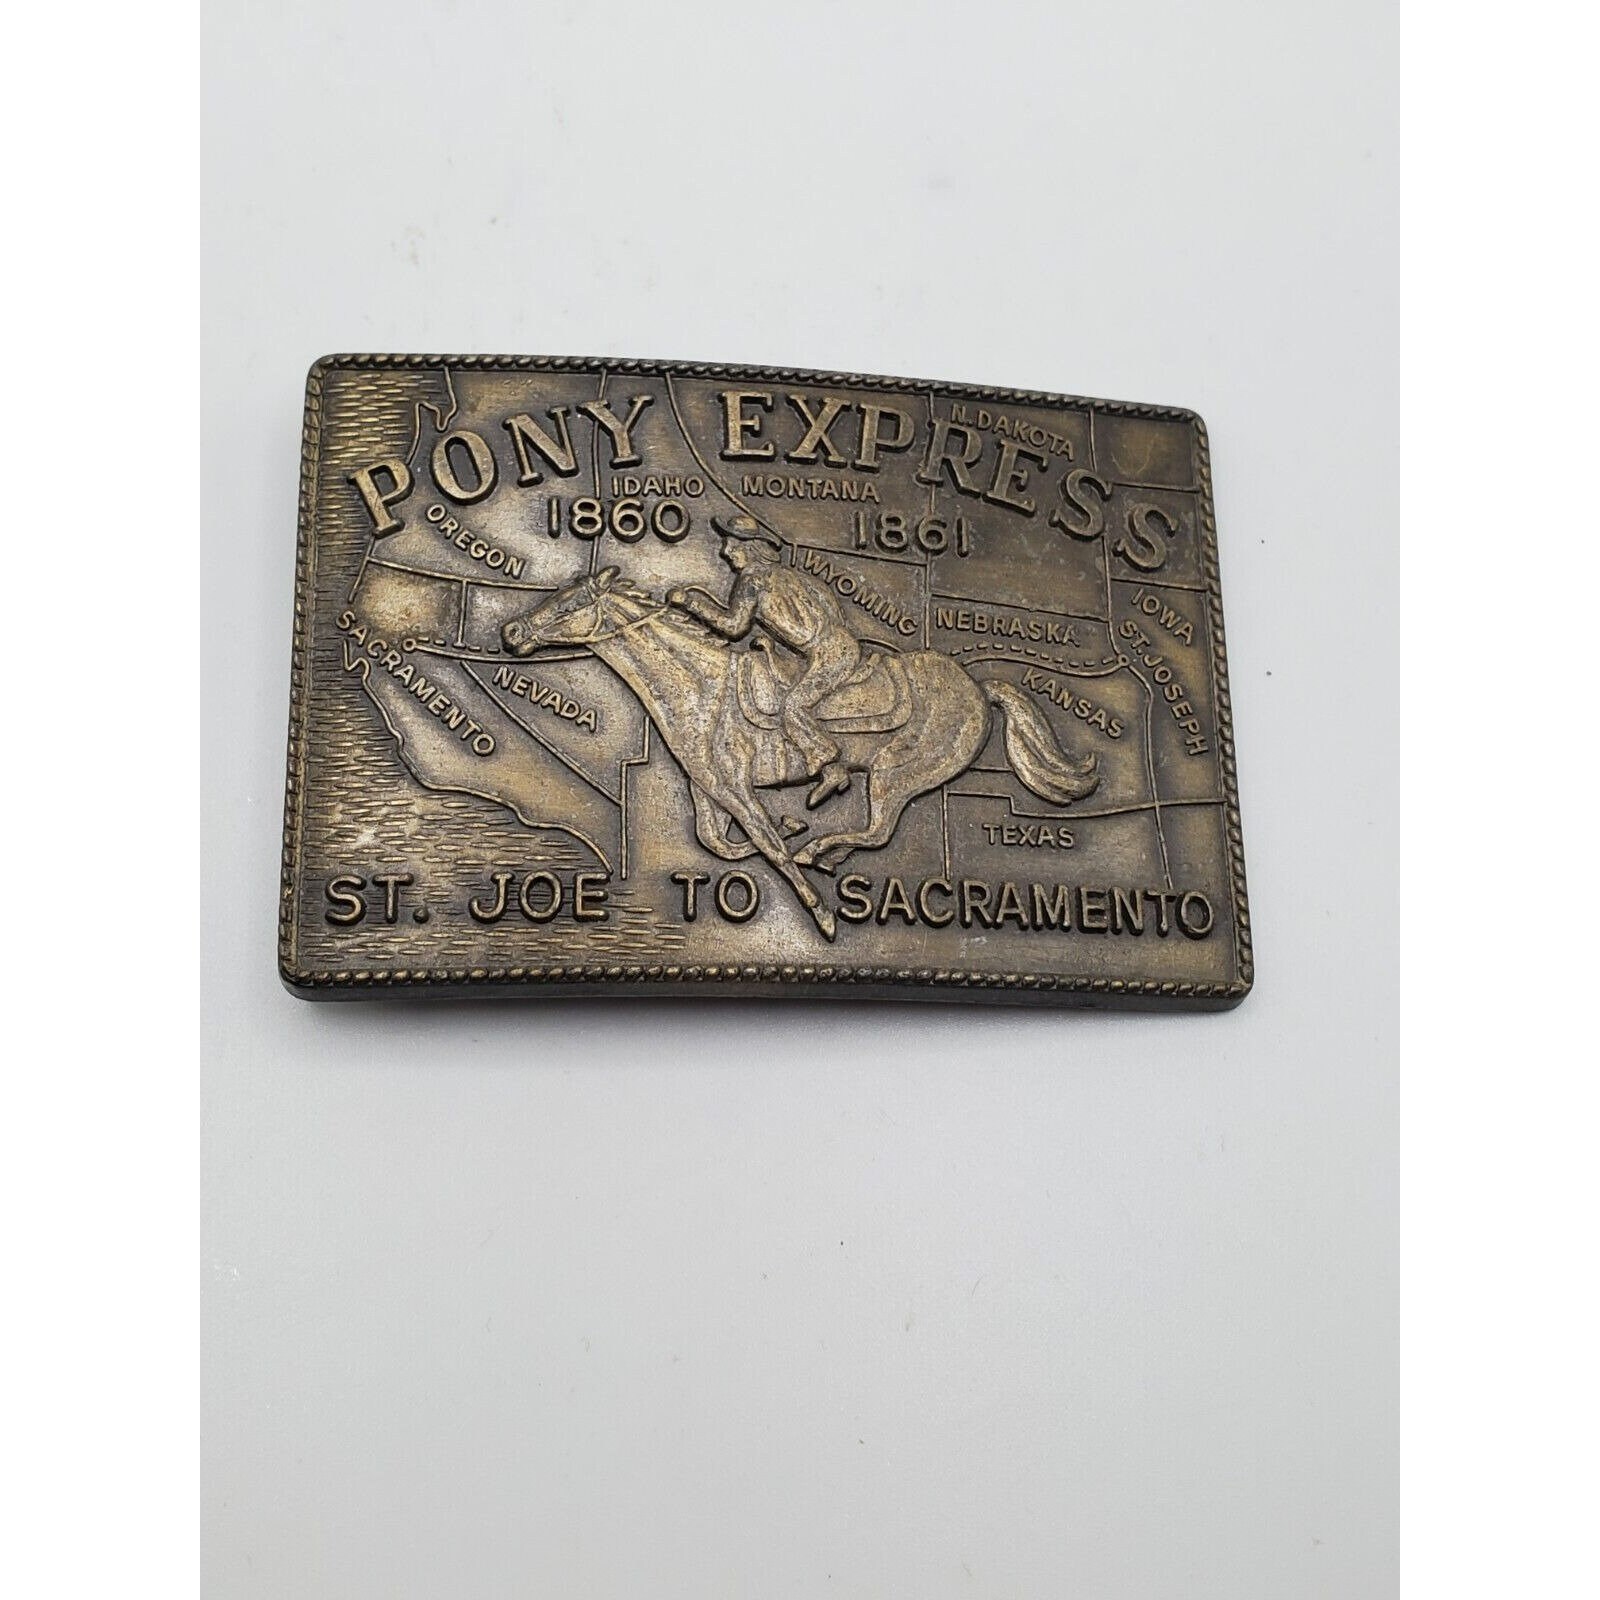 PONY EXPRESS
N. DAKOTA
IDAHO MONTANA
1860 1861
OREGON
WYOMING
NEBRASKA
IOWA
ST. JOSEPH
SACRAMENTO
NEVADA
KANSAS
TEXAS
ST. JOE TO SACRAMENTO